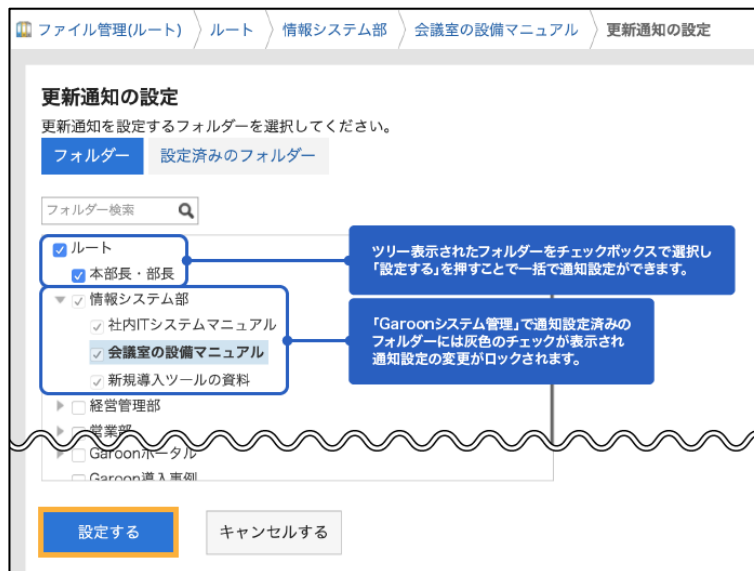 ファイル管理(ルート) 〉 ルート 〉 情報システム部 〉 会議室の設備マニュアル 〉 更新通知の設定
更新通知の設定
更新通知を設定するフォルダーを選択してください。
フォルダー 設定済みのフォルダー
フォルダー検索
ルート
本部長・部長
ツリー表示されたフォルダーをチェックボックスで選択し
「設定する」を押すことで一括で通知設定ができます。
情報システム部
社内ITシステムマニュアル
会議室の設備マニュアル
新規導入ツールの資料
「Garoonシステム管理」で通知設定済みの
フォルダーには灰色のチェックが表示され
通知設定の変更がロックされます。
経営管理部
営業部
Garoonポータル
Garoon導入事例
設定する キャンセルする